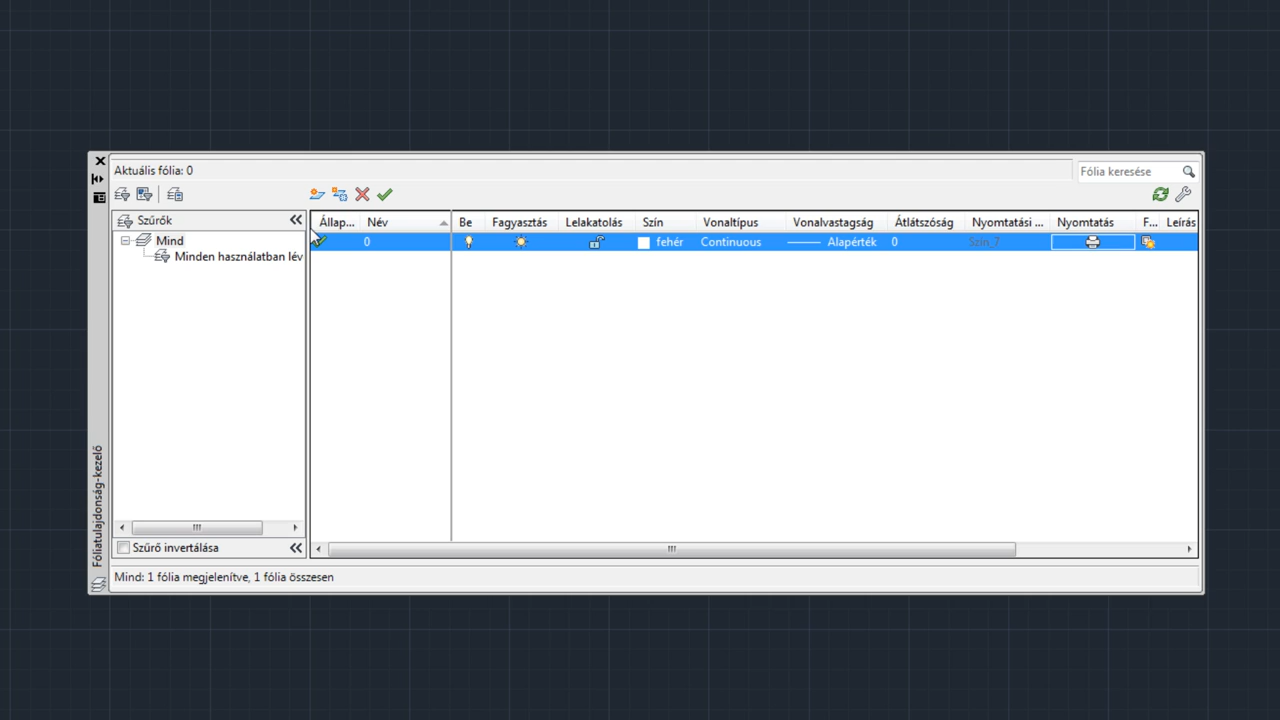 Aktuális fólia: 0
Fólia keresése
Szűrők
Állap... Név Be Fagyasztás Lelakatolás Szín Vonaltípus Vonalvastagság Átlátszóság Nyomtatási ... Nyomtatás F... Leírás
Mind
0 fehér Continuous Alapérték 0 Szín_7
Minden használatban lév
Szűrő invertálása
Mind: 1 fólia megjelenítve, 1 fólia összesen
Fóliatulajdonság-kezelő